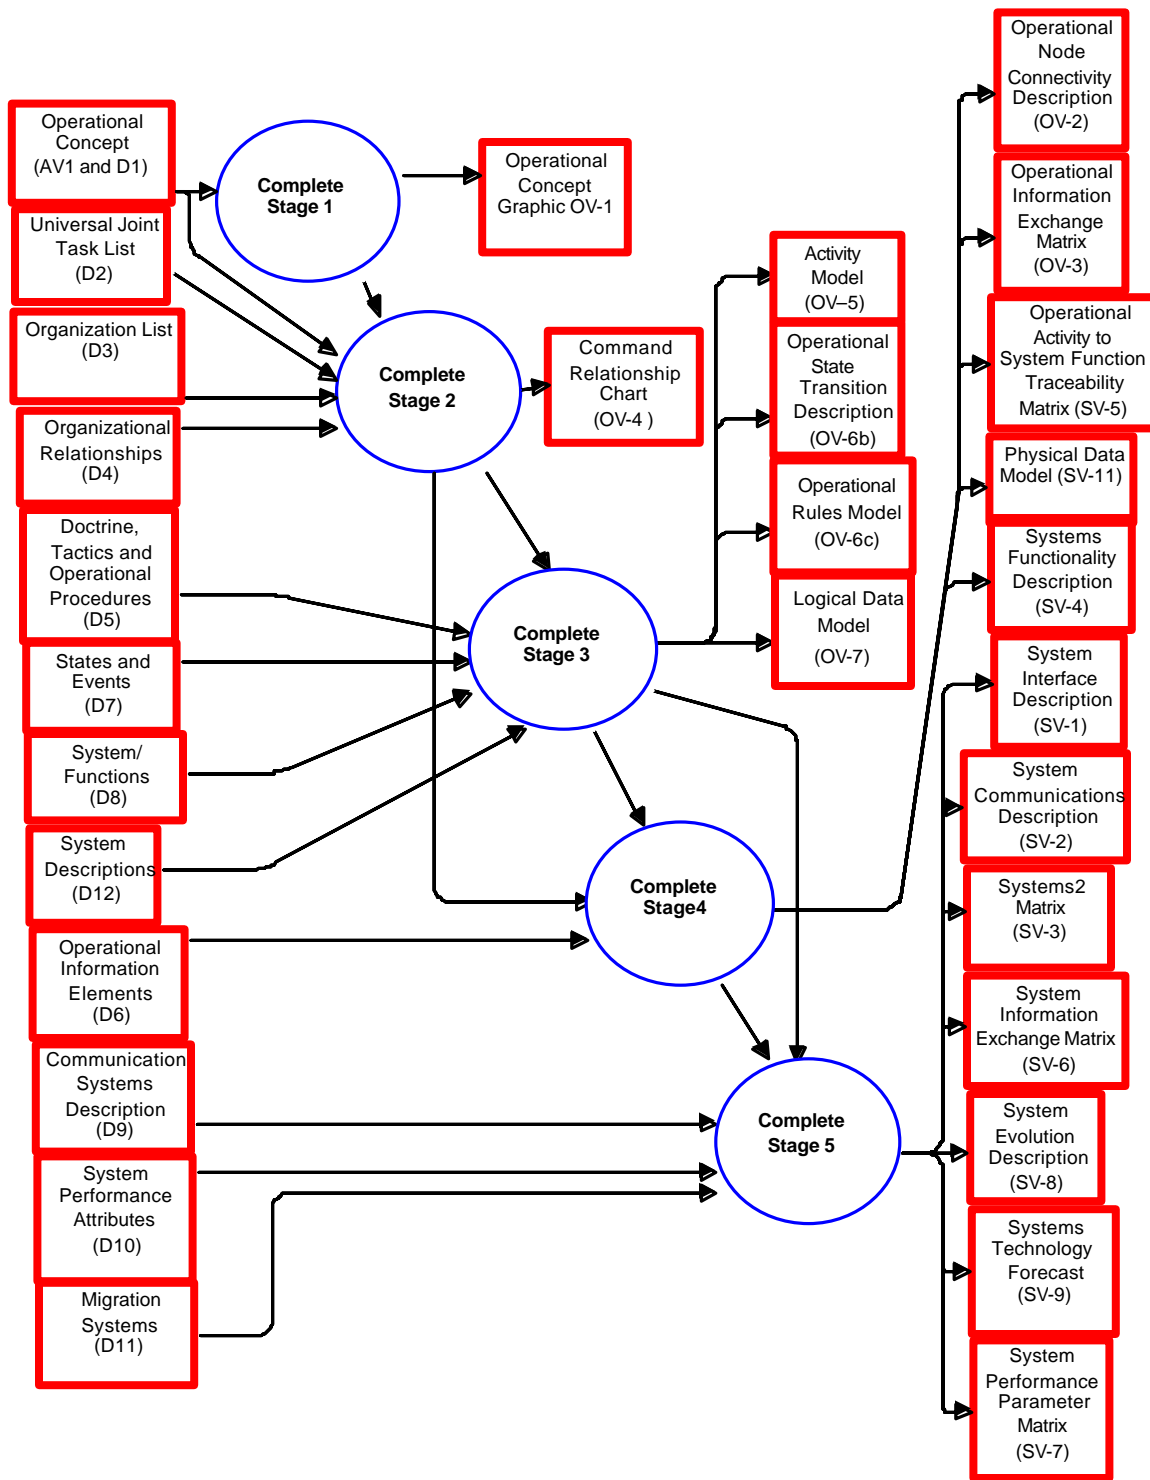 Operational
Concept
(AV1 and D1)
Universal Joint
Task List
(D2)
Organization List
(D3)
Organizational
Relationships
(D4)
Doctrine,
Tactics and
Operational
Procedures
(D5)
States and
Events
(D7)
System/
Functions
(D8)
System
Descriptions
(D12)
Operational
Information
Elements
(D6)
Communication
Systems
Description
(D9)
System
Performance
Attributes
(D10)
Migration
Systems
(D11)
Complete
Stage 1
Complete
Stage 2
Complete
Stage 3
Complete
Stage4
Complete
Stage 5
Operational
Concept
Graphic OV-1
Command
Relationship
Chart
(OV-4 )
Activity
Model
(OV–5)
Operational
State
Transition
Description
(OV-6b)
Operational
Rules Model
(OV-6c)
Logical Data
Model
(OV-7)
Operational
Node
Connectivity
Description
(OV-2)
Operational
Information
Exchange
Matrix
(OV-3)
Operational
Activity to
System Function
Traceability
Matrix (SV-5)
Physical Data
Model (SV-11)
Systems
Functionality
Description
(SV-4)
System
Interface
Description
(SV-1)
System
Communications
Description
(SV-2)
Systems2
Matrix
(SV-3)
System
Information
Exchange Matrix
(SV-6)
System
Evolution
Description
(SV-8)
Systems
Technology
Forecast
(SV-9)
System
Performance
Parameter
Matrix
(SV-7)